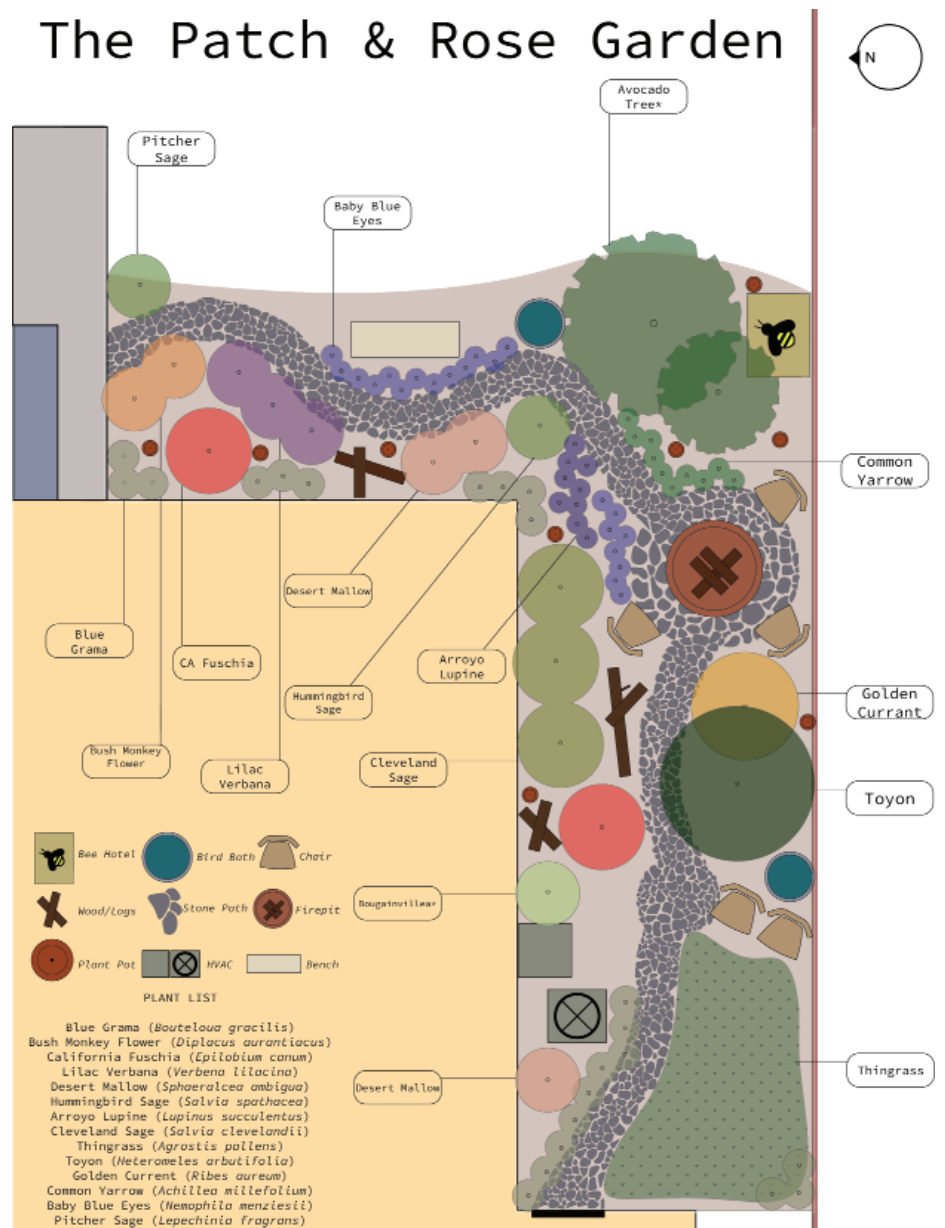 The Patch & Rose Garden
N
Avocado
Tree*
Pitcher
Sage
Baby Blue
Eyes
Common
Yarrow
Desert Mallow
Blue
Grama
CA Fuschia
Arroyo
Lupine
Hummingbird
Sage
Golden
Currant
Bush Monkey
Flower
Lilac
Verbana
Cleveland
Sage
Toyon
Bee Hotel
Bird Bath
Chair
Wood/Logs
Stone Path
Firepit
Bougainvillea*
Plant Pot
HVAC
Bench
PLANT LIST
Blue Grama (Bouteloua gracilis)
Bush Monkey Flower (Diplacus aurantiacus)
California Fuschia (Epilobium canum)
Lilac Verbana (Verbena lilacina)
Desert Mallow (Sphaeralcea ambigua)
Hummingbird Sage (Salvia spathacea)
Arroyo Lupine (Lupinus succulentus)
Cleveland Sage (Salvia clevelandii)
Thingrass (Agrostis pallens)
Toyon (Heteromeles arbutifolia)
Golden Current (Ribes aureum)
Common Yarrow (Achillea millefolium)
Baby Blue Eyes (Nemophila menziesii)
Pitcher Sage (Lepechinia fragrans)
Desert Mallow
Thingrass